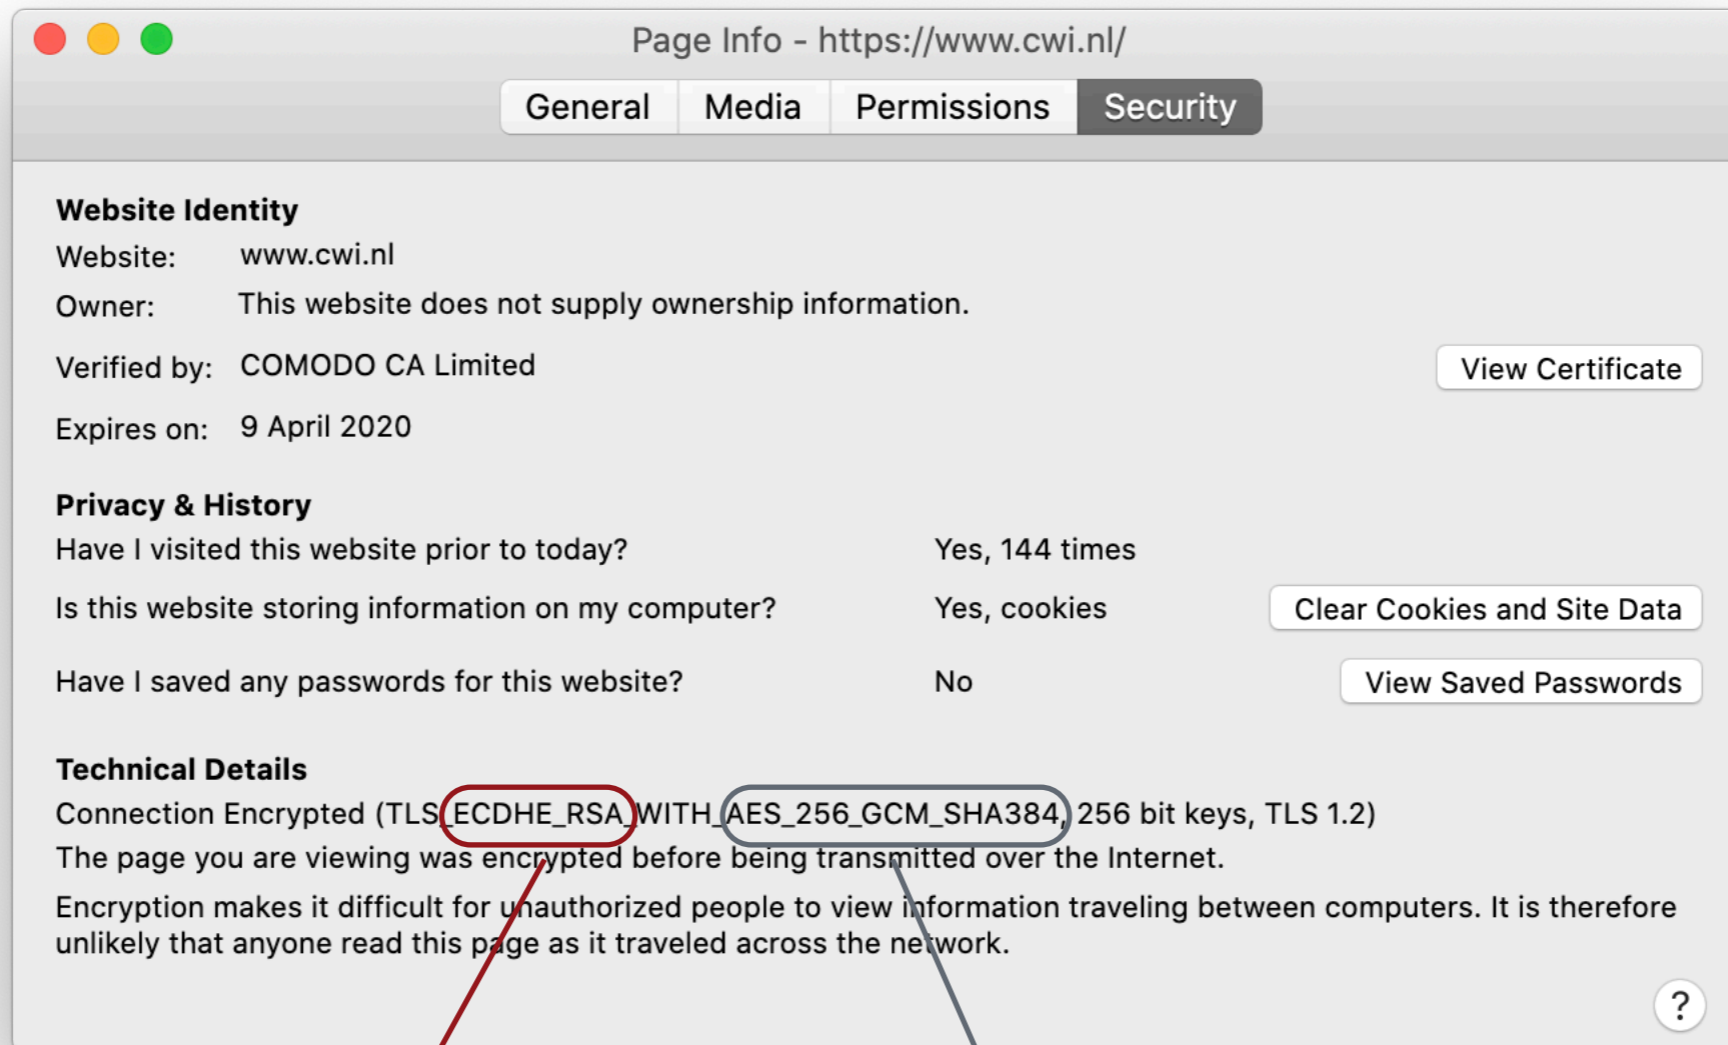 Page Info - https://www.cwi.nl/
General Media Permissions Security
Website Identity
Website: www.cwi.nl
Owner: This website does not supply ownership information.
Verified by: COMODO CA Limited View Certificate
Expires on: 9 April 2020
Privacy & History
Have I visited this website prior to today? Yes, 144 times
Is this website storing information on my computer? Yes, cookies Clear Cookies and Site Data
Have I saved any passwords for this website? No View Saved Passwords
Technical Details
Connection Encrypted (TLS_ECDHE_RSA_WITH_AES_256_GCM_SHA384, 256 bit keys, TLS 1.2)
The page you are viewing was encrypted before being transmitted over the Internet.
Encryption makes it difficult for unauthorized people to view information traveling between computers. It is therefore
unlikely that anyone read this page as it traveled across the network.
?